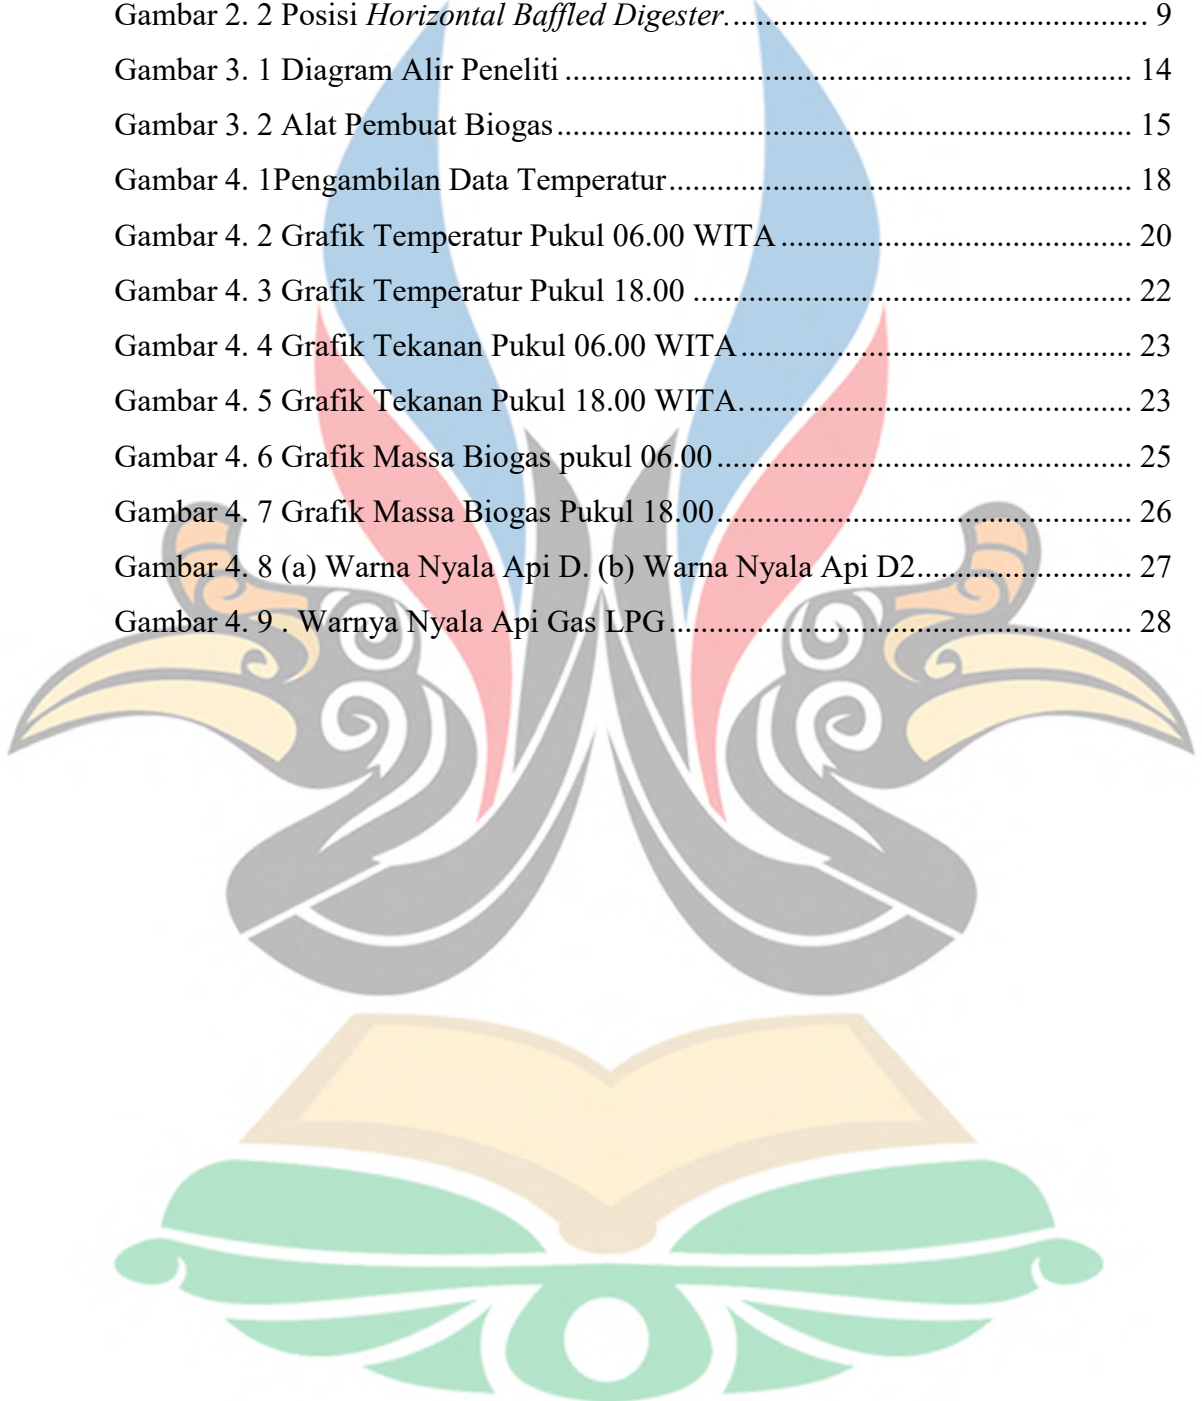 Gambar 2. 2 Posisi Horizontal Baffled Digester................................................... 9
Gambar 3. 1 Diagram Alir Peneliti ..................................................................... 14
Gambar 3. 2 Alat Pembuat Biogas...................................................................... 15
Gambar 4. 1Pengambilan Data Temperatur........................................................ 18
Gambar 4. 2 Grafik Temperatur Pukul 06.00 WITA .......................................... 20
Gambar 4. 3 Grafik Temperatur Pukul 18.00 ..................................................... 22
Gambar 4. 4 Grafik Tekanan Pukul 06.00 WITA............................................... 23
Gambar 4. 5 Grafik Tekanan Pukul 18.00 WITA............................................... 23
Gambar 4. 6 Grafik Massa Biogas pukul 06.00.................................................. 25
Gambar 4. 7 Grafik Massa Biogas Pukul 18.00.................................................. 26
Gambar 4. 8 (a) Warna Nyala Api D. (b) Warna Nyala Api D2.......................... 27
Gambar 4. 9 . Warnya Nyala Api Gas LPG ........................................................ 28